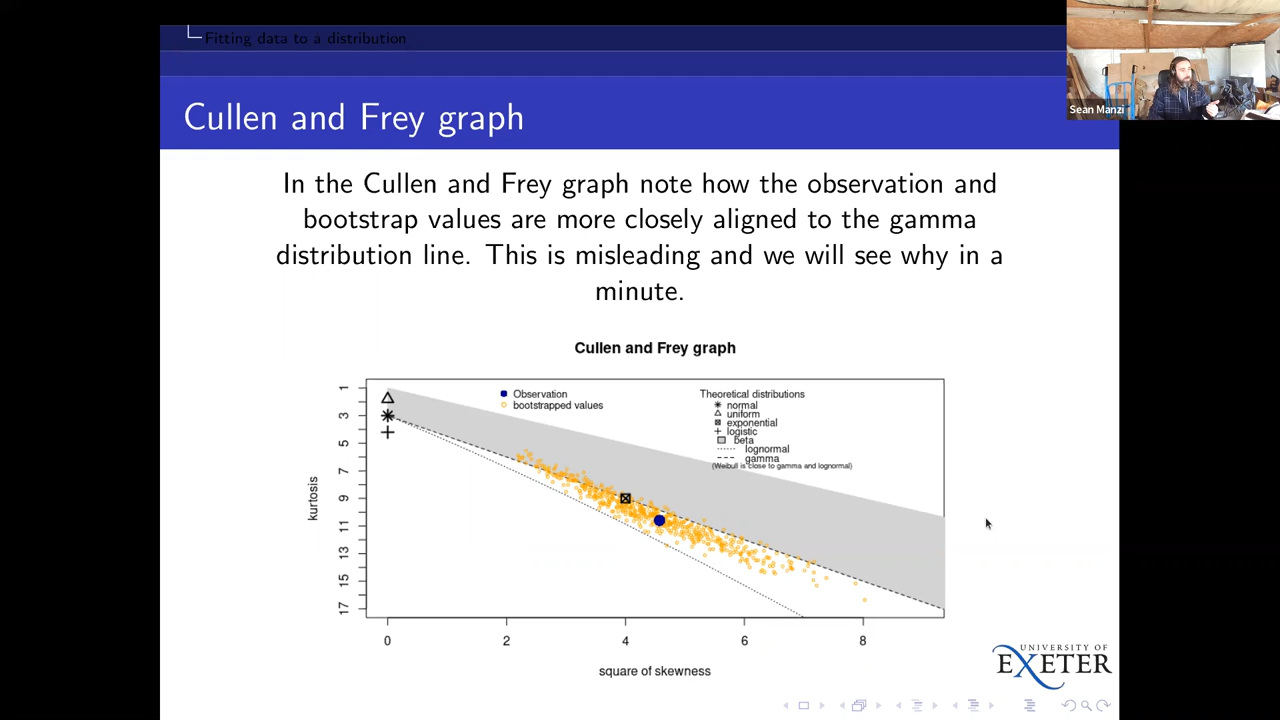 Fitting data to a distribution
Sean Manzi
Cullen and Frey graph
In the Cullen and Frey graph note how the observation and
bootstrap values are more closely aligned to the gamma
distribution line. This is misleading and we will see why in a
minute.
Cullen and Frey graph
Observation
bootstrapped values
Theoretical distributions
normal
uniform
exponential
logistic
beta
lognormal
gamma
(Weibull is close to gamma and lognormal)
kurtosis
1
3
5
7
9
11
13
15
17
0 2 4 6 8
square of skewness
UNIVERSITY OF
EXETER